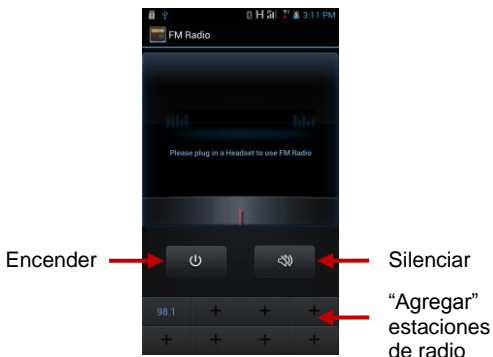 3:11 PM
FM Radio
Please plug in a Headset to use FM Radio
Encender
Silenciar
98.1 + + +
+ + + +
“Agregar”
estaciones
de radio